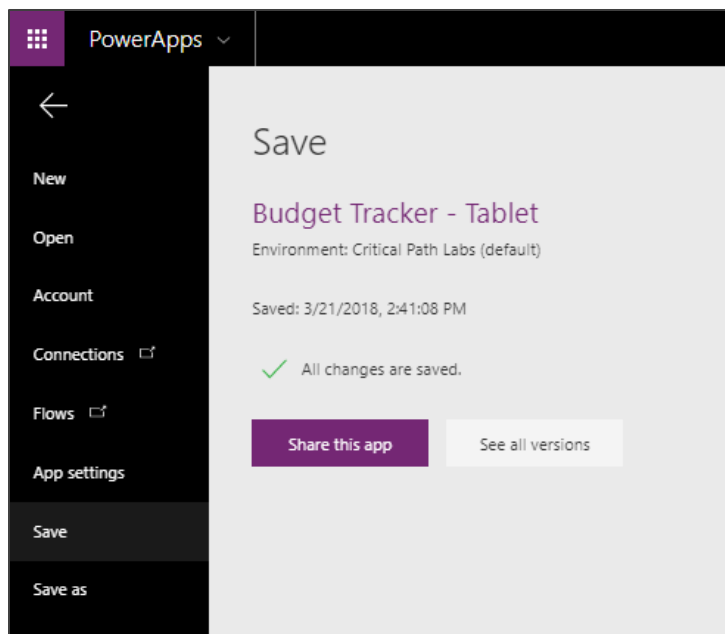 PowerApps
New
Open
Account
Connections
Flows
App settings
Save
Save as
Save
Budget Tracker - Tablet
Environment: Critical Path Labs (default)
Saved: 3/21/2018, 2:41:08 PM
All changes are saved.
Share this app
See all versions